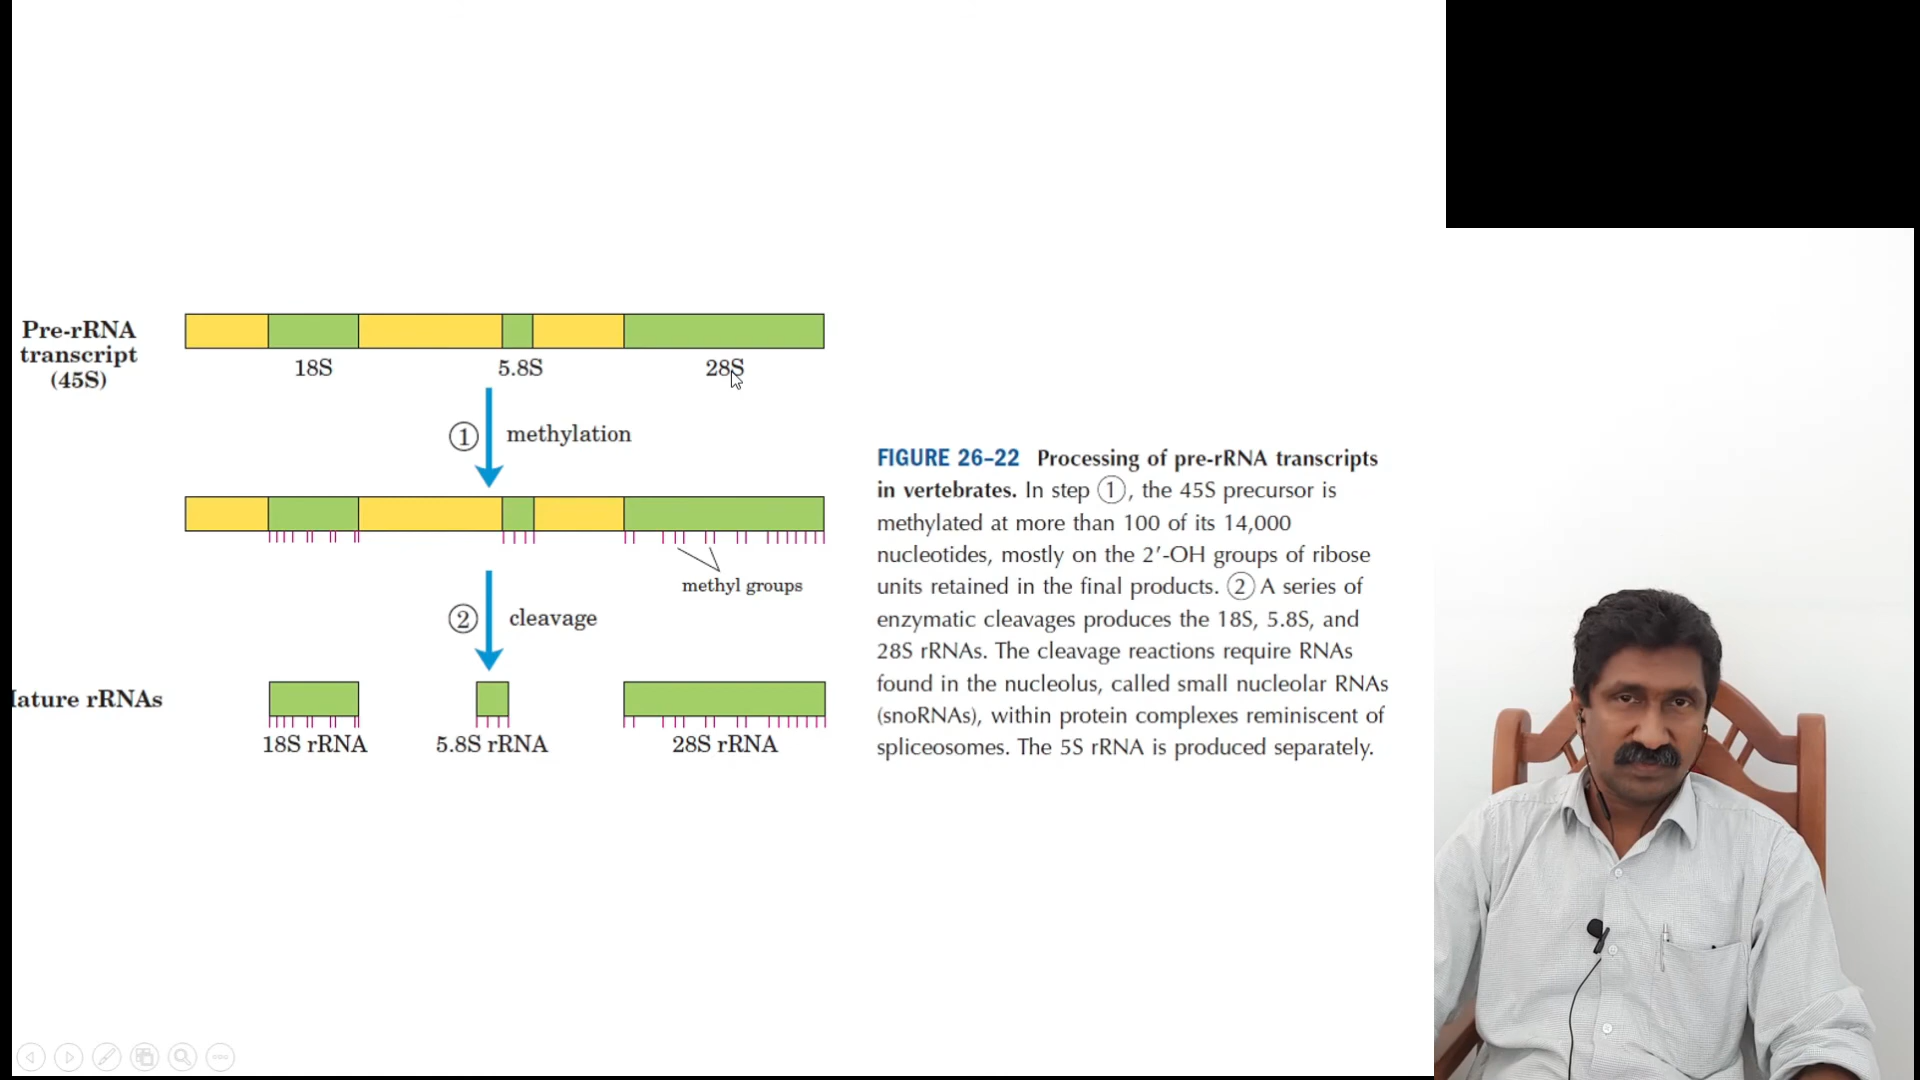 Pre-rRNA
transcript
(45S)
18S
5.8S
28S
1
methylation
methyl groups
2
cleavage
ature rRNAs
18S rRNA
5.8S rRNA
28S rRNA
FIGURE 26–22 Processing of pre-rRNA transcripts
in vertebrates. In step 1, the 45S precursor is
methylated at more than 100 of its 14,000
nucleotides, mostly on the 2′-OH groups of ribose
units retained in the final products. 2 A series of
enzymatic cleavages produces the 18S, 5.8S, and
28S rRNAs. The cleavage reactions require RNAs
found in the nucleolus, called small nucleolar RNAs
(snoRNAs), within protein complexes reminiscent of
spliceosomes. The 5S rRNA is produced separately.